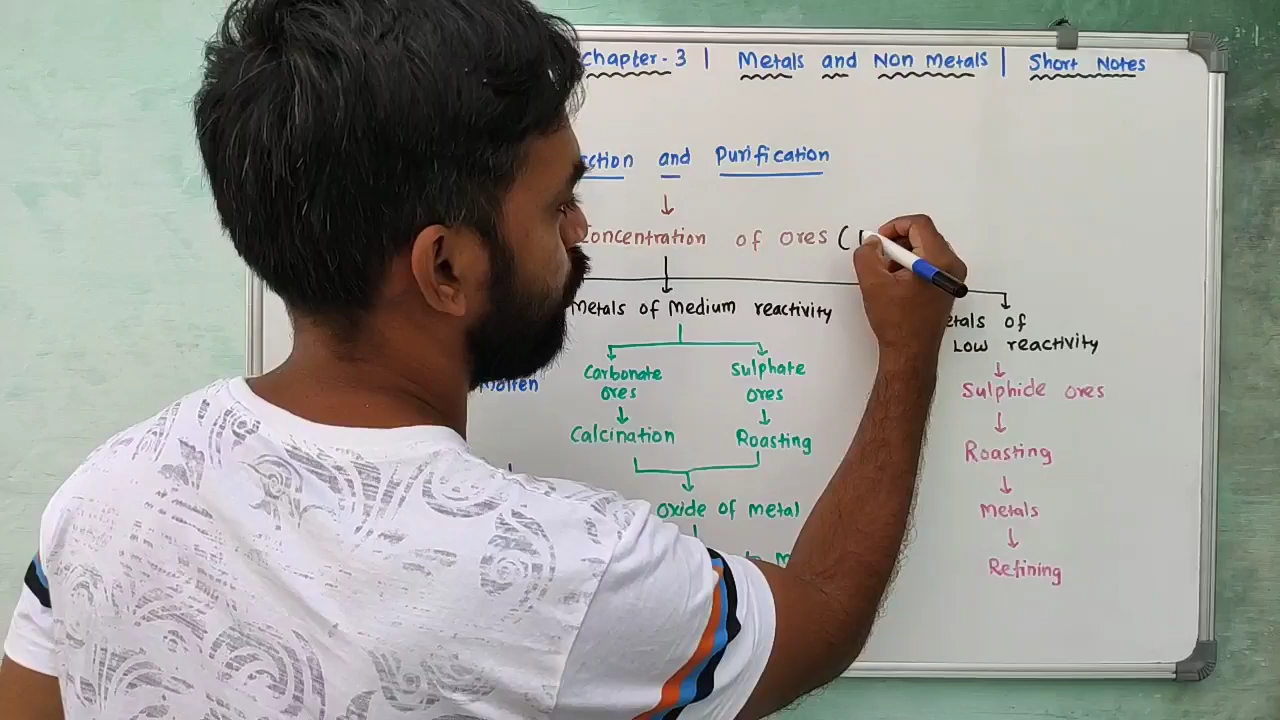 Chapter-3 | Metals and Non Metals | Short Notes
and Purification
Concentration of ores (
Metals of Medium reactivity
of
Low reactivity
Molten
Carbonate ores
Sulphate ores
Sulphide ores
Calcination
Roasting
Roasting
oxide of metal
Metals
Refining